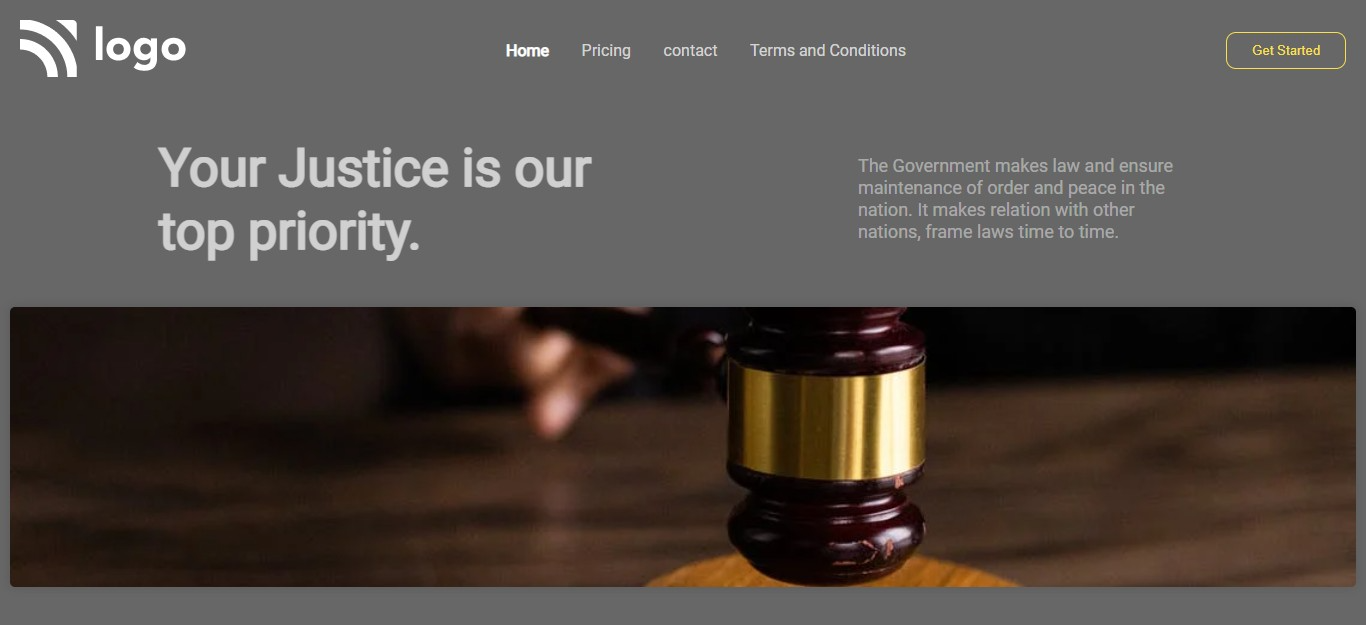 logo
Home
Pricing
contact
Terms and Conditions
Get Started
Your Justice is our
top priority.
The Government makes law and ensure
maintenance of order and peace in the
nation. It makes relation with other
nations, frame laws time to time.